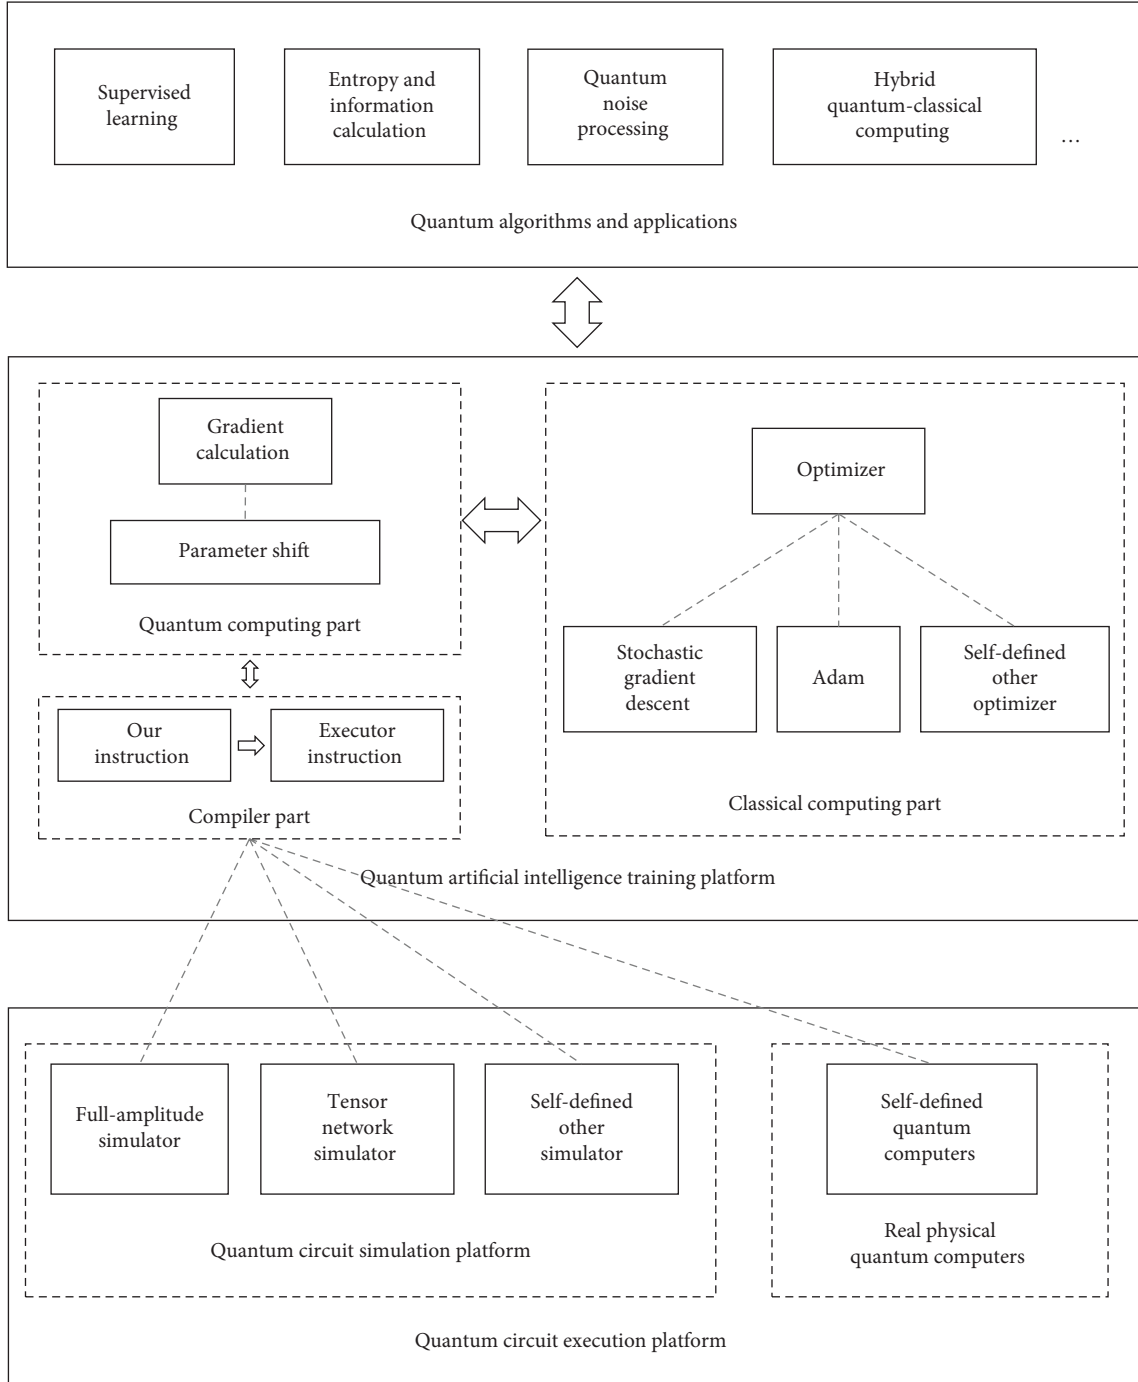 Supervised
learning
Entropy and
information
calculation
Quantum
noise
processing
Hybrid
quantum-classical
computing
...
Quantum algorithms and applications
Gradient
calculation
Parameter shift
Quantum computing part
Optimizer
Stochastic
gradient
descent
Adam
Self-defined
other
optimizer
Classical computing part
Our
instruction
Executor
instruction
Compiler part
Quantum artificial intelligence training platform
Full-amplitude
simulator
Tensor
network
simulator
Self-defined
other
simulator
Quantum circuit simulation platform
Self-defined
quantum
computers
Real physical
quantum computers
Quantum circuit execution platform